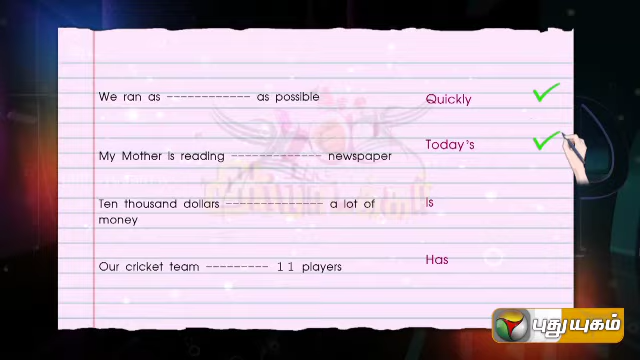 We ran as ------------ as possible Quickly
My Mother is reading ------------- newspaper Today's
Ten thousand dollars -------------- a lot of money Is
Our cricket team --------- 11 players Has
புதுயுகம்